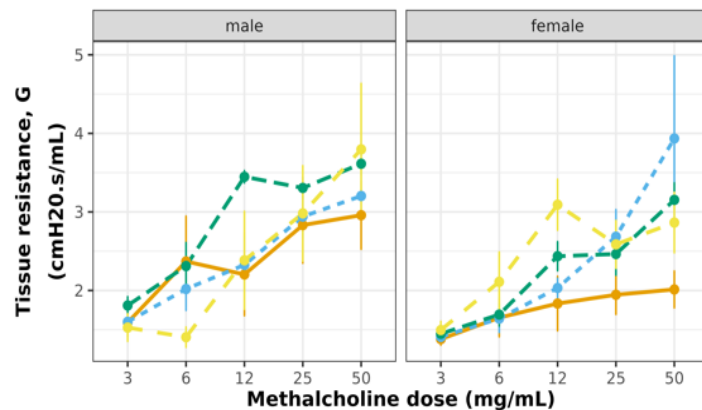 male female
Tissue resistance, G
(cmH20.s/mL)
5
4
3
2
3 6 12 25 50 3 6 12 25 50
Methalcholine dose (mg/mL)